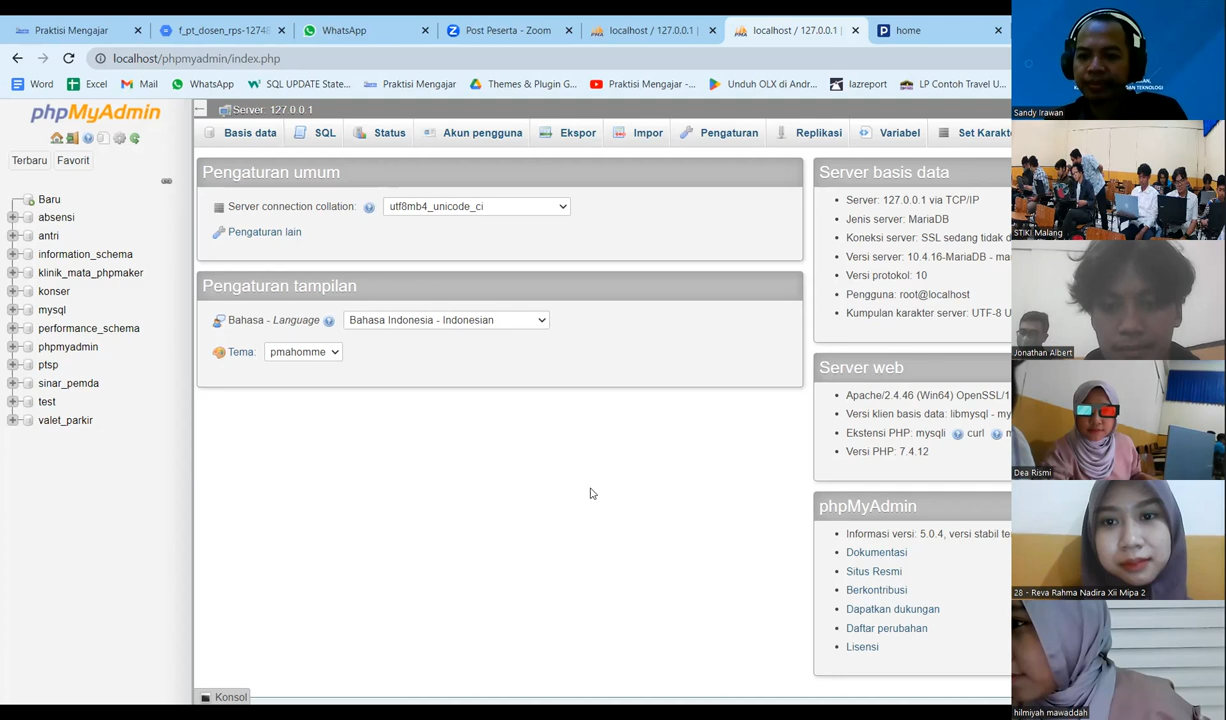 Praktisi Mengajar
f_pt_dosen_rps-1274
WhatsApp
Post Peserta - Zoom
localhost / 127.0.0.1
localhost / 127.0.0.1
home
localhost/phpmyadmin/index.php
Word
Excel
Mail
WhatsApp
SQL UPDATE State...
Praktisi Mengajar
Themes & Plugin G...
Praktisi Mengajar -...
Unduh OLX di Andr...
lazreport
LP Contoh Travel U...
phpMyAdmin
Terbaru
Favorit
Baru
absensi
antri
information_schema
klinik_mata_phpmaker
konser
mysql
performance_schema
phpmyadmin
ptsp
sinar_pemda
test
valet_parkir
Server: 127.0.0.1
Basis data
SQL
Status
Akun pengguna
Ekspor
Impor
Pengaturan
Replikasi
Variabel
Set Karakt
Pengaturan umum
Server connection collation:
utf8mb4_unicode_ci
Pengaturan lain
Pengaturan tampilan
Bahasa - Language
Bahasa Indonesia - Indonesian
Tema:
pmahomme
Konsol
Server basis data
Server: 127.0.0.1 via TCP/IP
Jenis server: MariaDB
Koneksi server: SSL sedang tidak d
Versi server: 10.4.16-MariaDB - ma
Versi protokol: 10
Pengguna: root@localhost
Kumpulan karakter server: UTF-8 U
Server web
Apache/2.4.46 (Win64) OpenSSL/1
Versi klien basis data: libmysql - my
Ekstensi PHP: mysqli curl m
Versi PHP: 7.4.12
phpMyAdmin
Informasi versi: 5.0.4, versi stabil te
Dokumentasi
Situs Resmi
Berkontribusi
Dapatkan dukungan
Daftar perubahan
Lisensi
DAN TEKNOLOGI
Sandy Irawan
STIKI Malang
Jonathan Albert
Dea Rismi
28 - Reva Rahma Nadira Xii Mipa 2
hilmiyah mawaddah